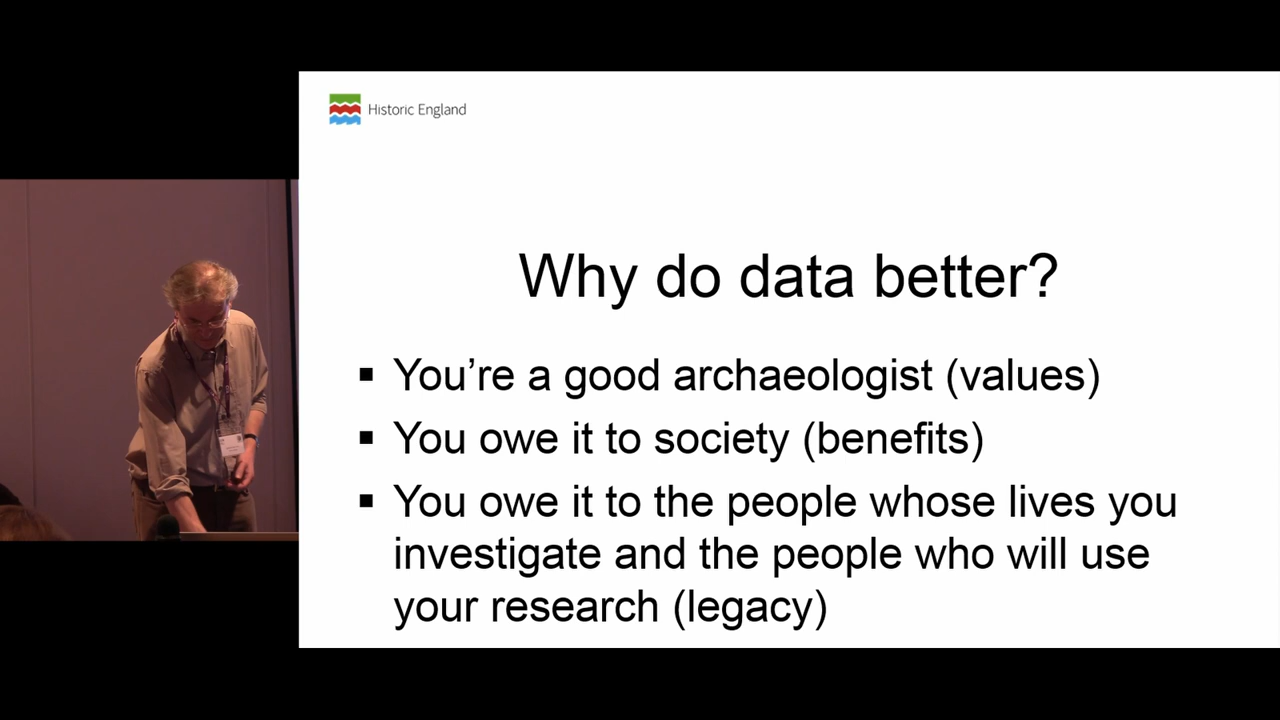 Historic England
Why do data better?
▪ You're a good archaeologist (values)
▪ You owe it to society (benefits)
▪ You owe it to the people whose lives you
investigate and the people who will use
your research (legacy)